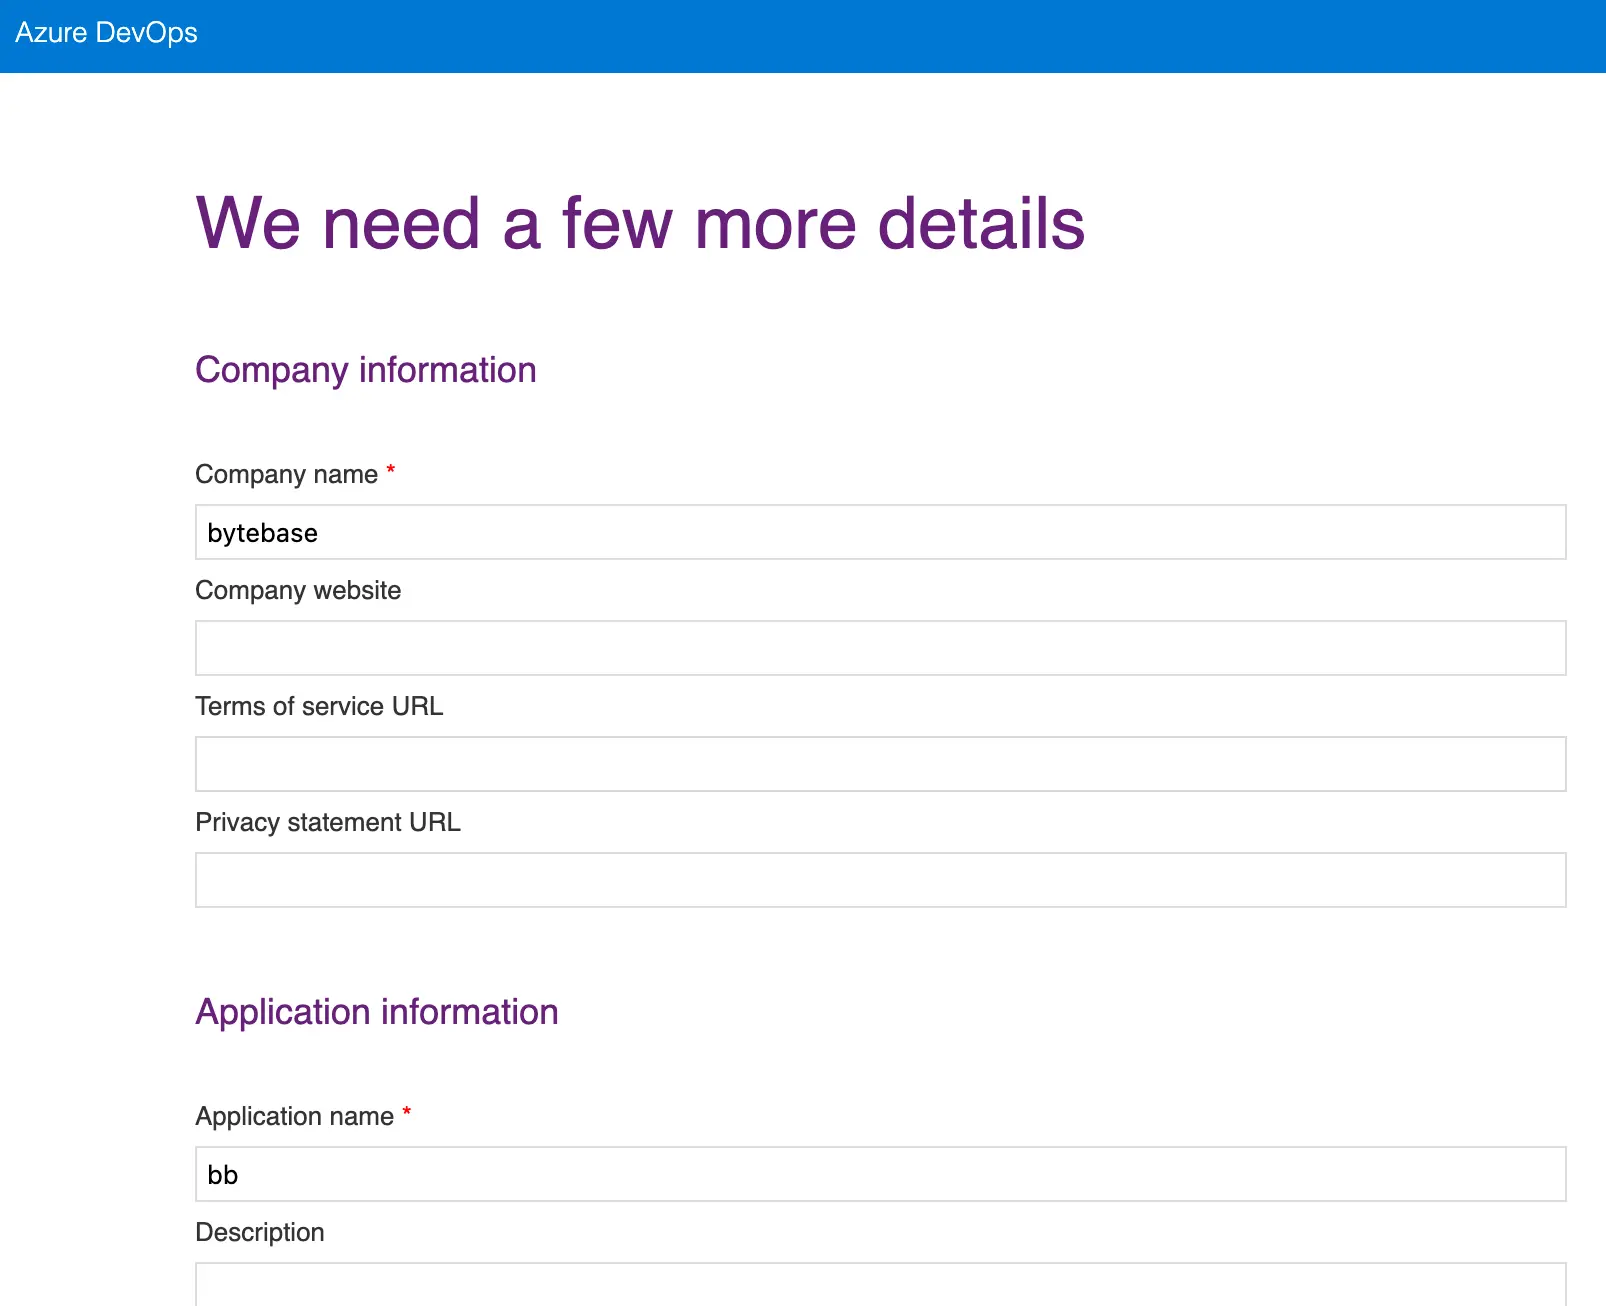 Azure DevOps
We need a few more details
Company information
Company name *
bytebase
Company website
Terms of service URL
Privacy statement URL
Application information
Application name *
bb
Description